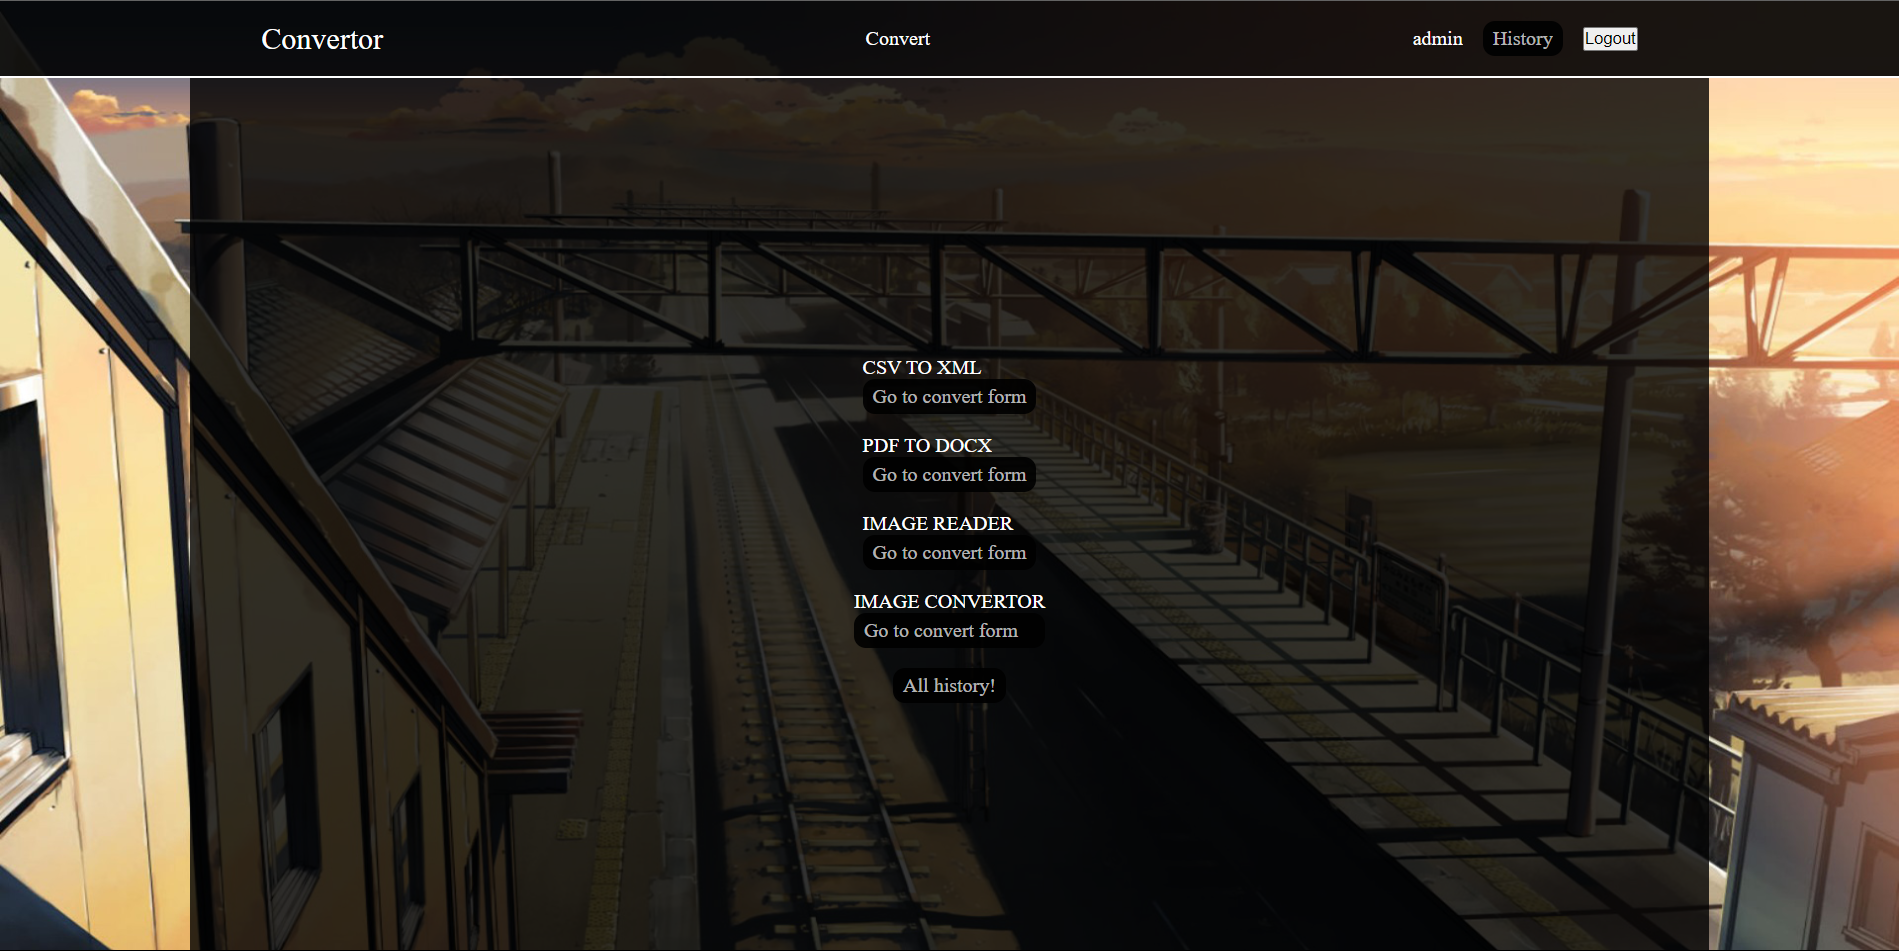 Convertor
Convert
admin
History
Logout
CSV TO XML
Go to convert form
PDF TO DOCX
Go to convert form
IMAGE READER
Go to convert form
IMAGE CONVERTOR
Go to convert form
All history!